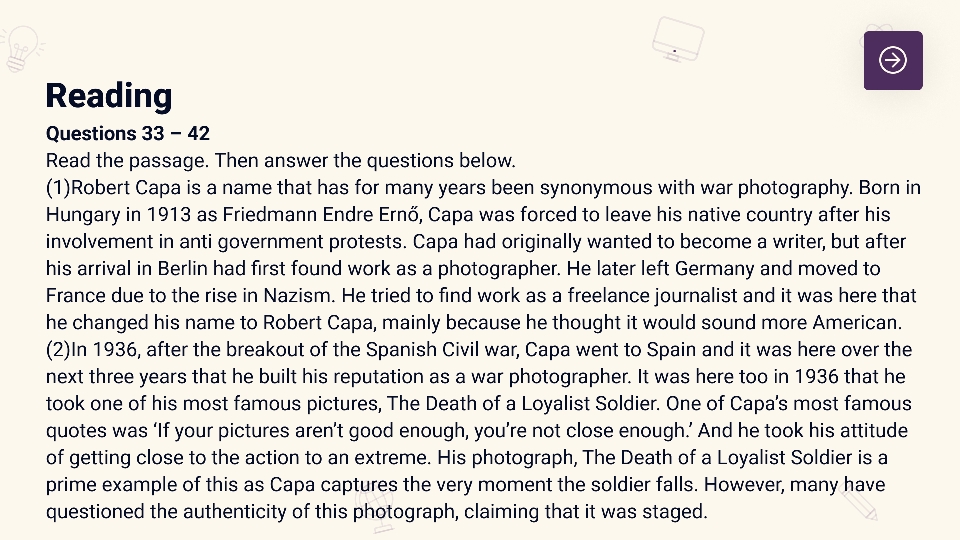 Reading
Questions 33 – 42
Read the passage. Then answer the questions below.
(1)Robert Capa is a name that has for many years been synonymous with war photography. Born in
Hungary in 1913 as Friedmann Endre Ernő, Capa was forced to leave his native country after his
involvement in anti government protests. Capa had originally wanted to become a writer, but after
his arrival in Berlin had first found work as a photographer. He later left Germany and moved to
France due to the rise in Nazism. He tried to find work as a freelance journalist and it was here that
he changed his name to Robert Capa, mainly because he thought it would sound more American.
(2)In 1936, after the breakout of the Spanish Civil war, Capa went to Spain and it was here over the
next three years that he built his reputation as a war photographer. It was here too in 1936 that he
took one of his most famous pictures, The Death of a Loyalist Soldier. One of Capa’s most famous
quotes was ‘If your pictures aren’t good enough, you’re not close enough.’ And he took his attitude
of getting close to the action to an extreme. His photograph, The Death of a Loyalist Soldier is a
prime example of this as Capa captures the very moment the soldier falls. However, many have
questioned the authenticity of this photograph, claiming that it was staged.